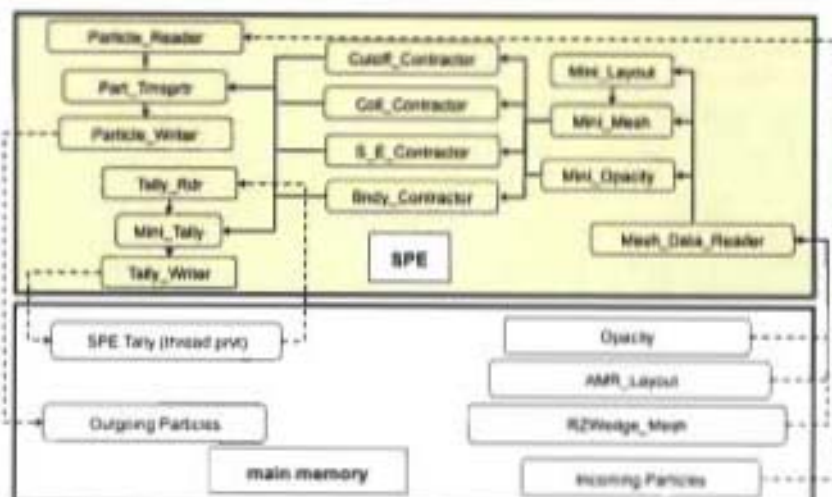 Particle_Reader
Part_Trnsprtr
Particle_Writer
Tally_Rdr
Mini_Tally
Tally_Writer
Cutoff_Contractor
Coll_Contractor
S_E_Contractor
Bndy_Contractor
Mini_Layout
Mini_Mesh
Mini_Opacity
Mesh_Data_Reader
SPE
SPE Tally (thread prvt)
Outgoing Particles
main memory
Opacity
AMR_Layout
RZWedge_Mesh
Incoming Particles